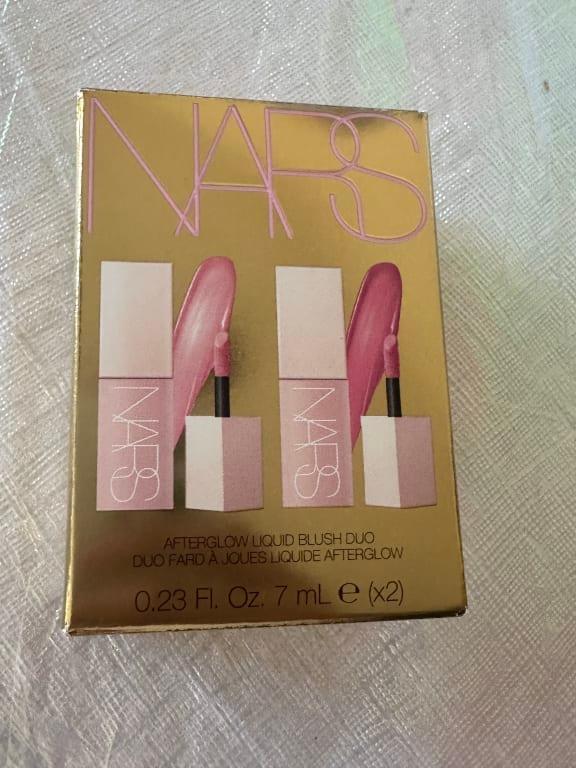 NARS
NARS
NARS
AFTERGLOW LIQUID BLUSH DUO
DUO FARD À JOUES LIQUIDE AFTERGLOW
0.23 Fl. Oz. 7 mL ℮ (x2)